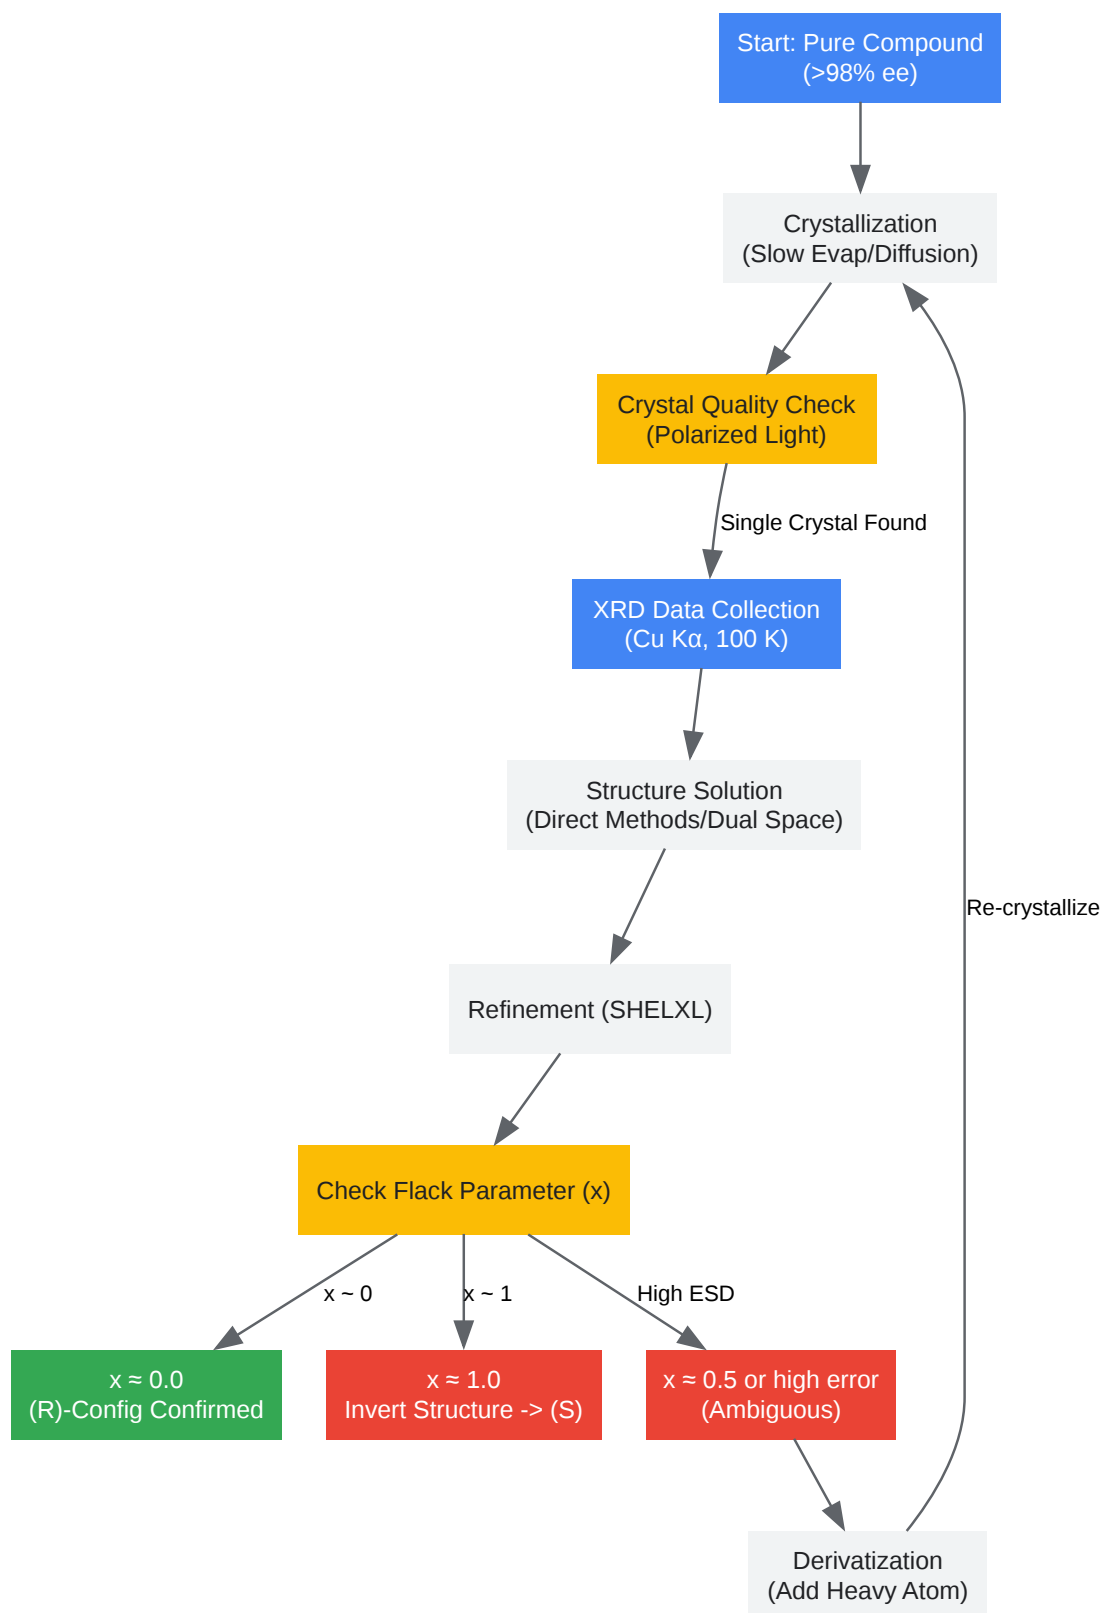 Start: Pure Compound
(>98% ee)
Crystallization
(Slow Evap/Diffusion)
Crystal Quality Check
(Polarized Light)
Single Crystal Found
XRD Data Collection
(Cu Kα, 100 K)
Structure Solution
(Direct Methods/Dual Space)
Re-crystallize
Refinement (SHELXL)
Check Flack Parameter (x)
x ~ 0
x ~ 1
High ESD
x ≈ 0.0
(R)-Config Confirmed
x ≈ 1.0
Invert Structure -> (S)
x ≈ 0.5 or high error
(Ambiguous)
Derivatization
(Add Heavy Atom)